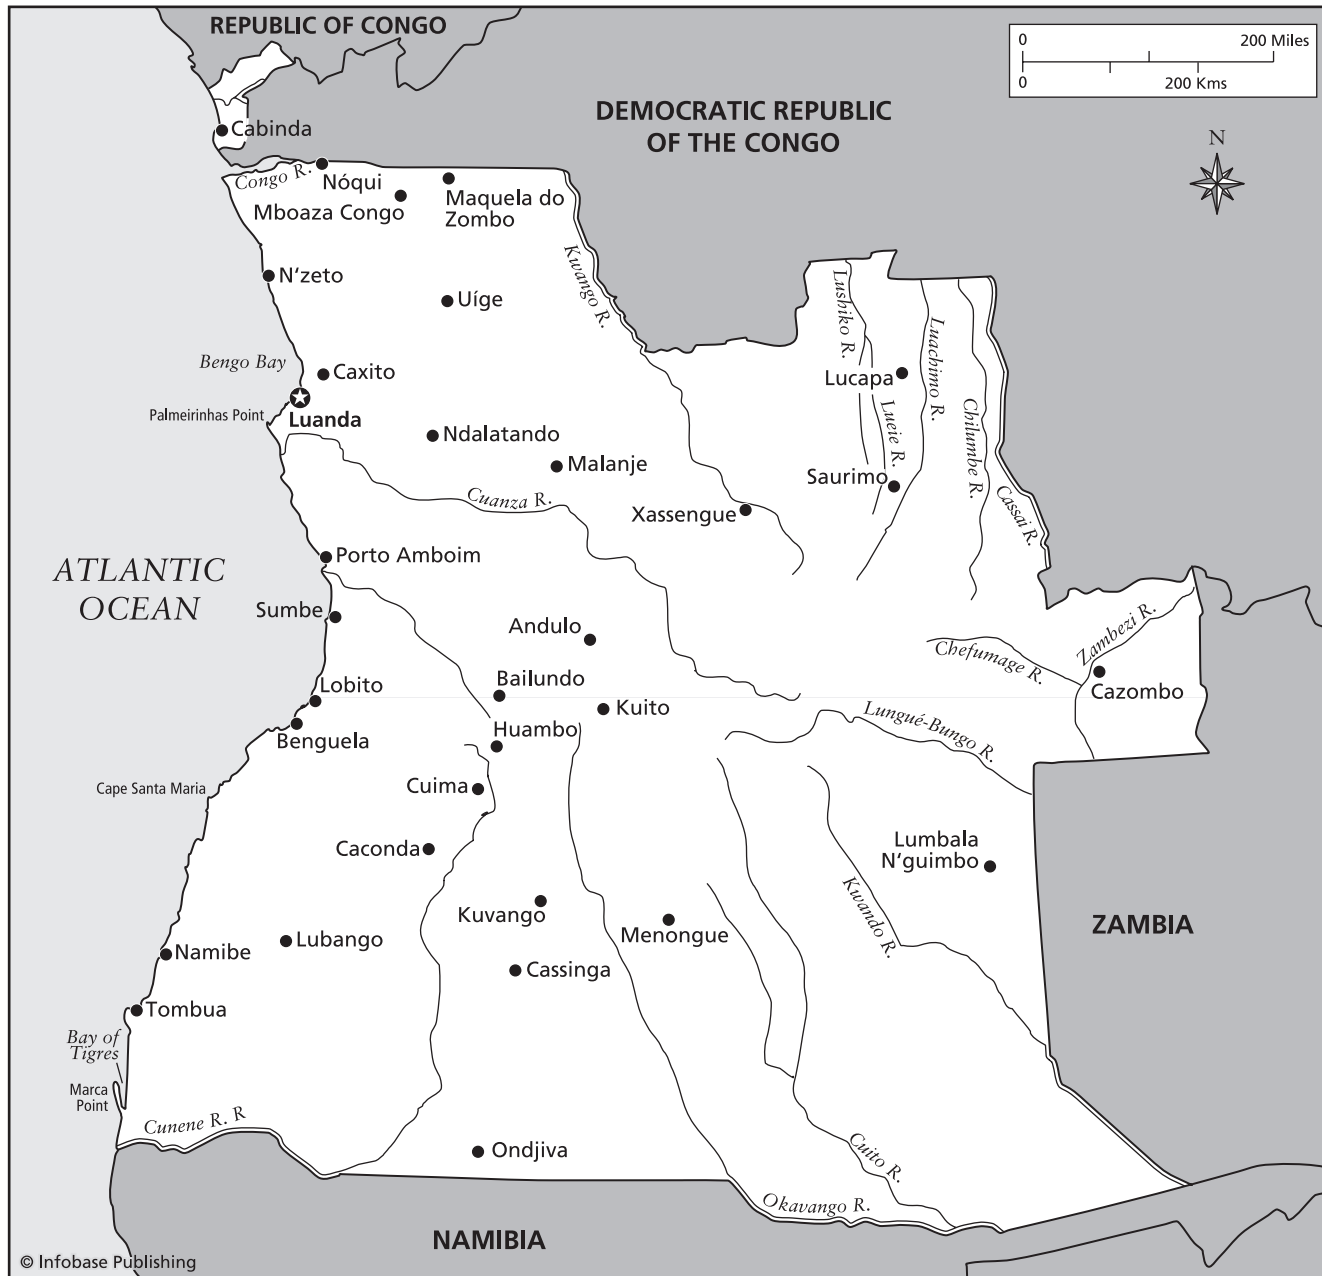 REPUBLIC OF CONGO
0
200 Miles
0
200 Kms
DEMOCRATIC REPUBLIC
OF THE CONGO
N
Cabinda
Congo R.
Nóqui
Mboaza Congo
Maquela do
Zombo
Kwango R.
N‘zeto
Uíge
Lushiko R.
Luachimo R.
Bengo Bay
Caxito
Lucapa
Palmeirinhas Point
Luanda
Lueie R.
Chilumbe R.
Ndalatando
Malanje
Saurimo
Cassai R.
Cuanza R.
Xassengue
Porto Amboim
ATLANTIC
OCEAN
Sumbe
Andulo
Zambezi R.
Chefumage R.
Bailundo
Lobito
Cazombo
Kuito
Lungué-Bungo R.
Huambo
Benguela
Cuima
Cape Santa Maria
Caconda
Lumbala
N‘guimbo
Kwando R.
Kuvango
Menongue
ZAMBIA
Lubango
Namibe
Cassinga
Tombua
Bay of
Tigres
Marca
Point
Cunene R. R
Ondjiva
Cuito R.
Okavango R.
NAMIBIA
© Infobase Publishing